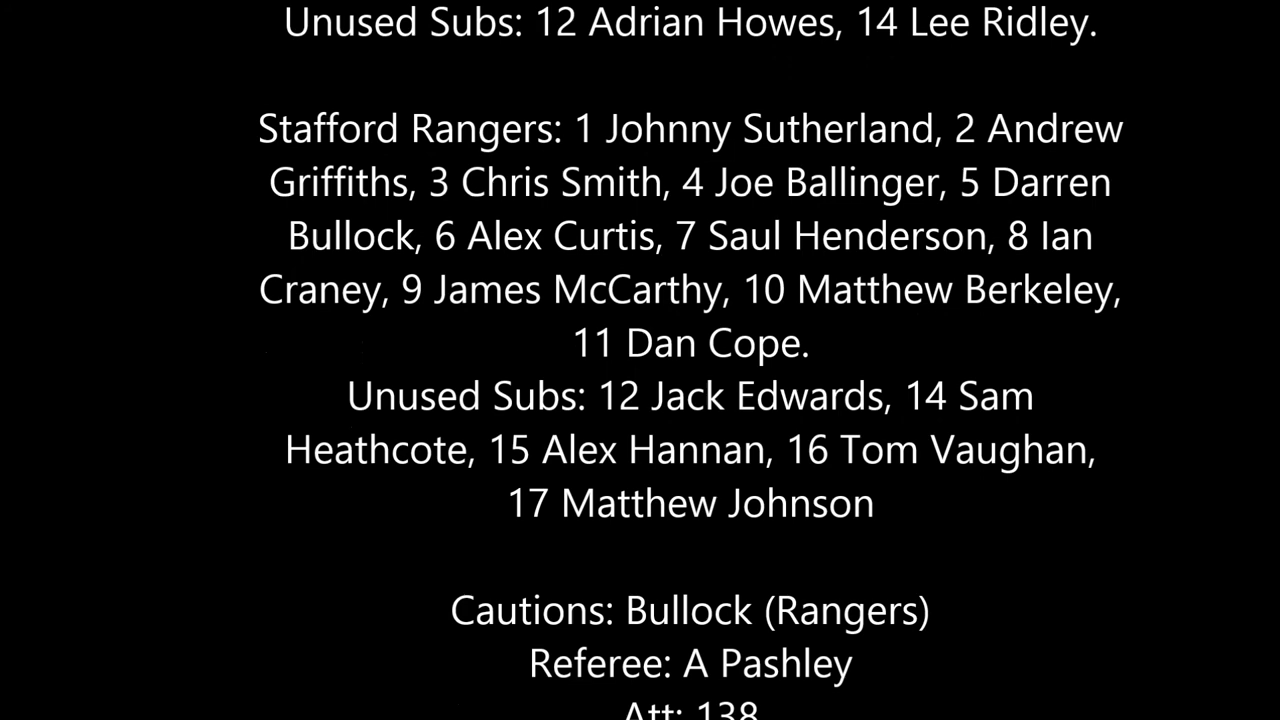 Unused Subs: 12 Adrian Howes, 14 Lee Ridley.
Stafford Rangers: 1 Johnny Sutherland, 2 Andrew
Griffiths, 3 Chris Smith, 4 Joe Ballinger, 5 Darren
Bullock, 6 Alex Curtis, 7 Saul Henderson, 8 Ian
Craney, 9 James McCarthy, 10 Matthew Berkeley,
11 Dan Cope.
Unused Subs: 12 Jack Edwards, 14 Sam
Heathcote, 15 Alex Hannan, 16 Tom Vaughan,
17 Matthew Johnson
Cautions: Bullock (Rangers)
Referee: A Pashley
Att: 138